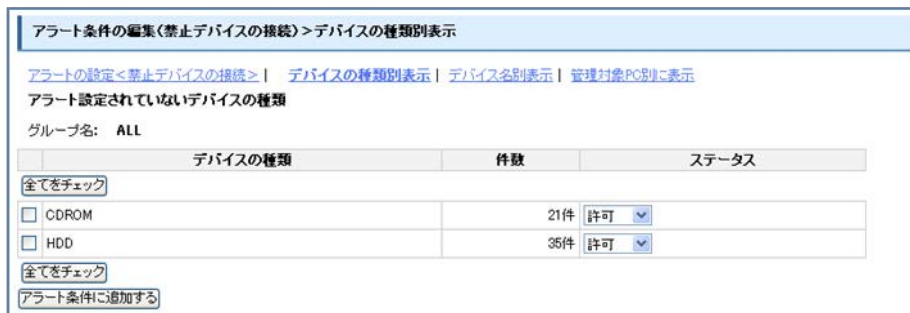 アラート条件の編集(禁止デバイスの接続)>デバイスの種類別表示
アラートの設定<禁止デバイスの接続>| デバイスの種類別表示| デバイス名別表示| 管理対象PC別に表示
アラート設定されていないデバイスの種類
グループ名: ALL
デバイスの種類 件数 ステータス
全てをチェック
CDROM 21件 許可
HDD 35件 許可
全てをチェック
アラート条件に追加する